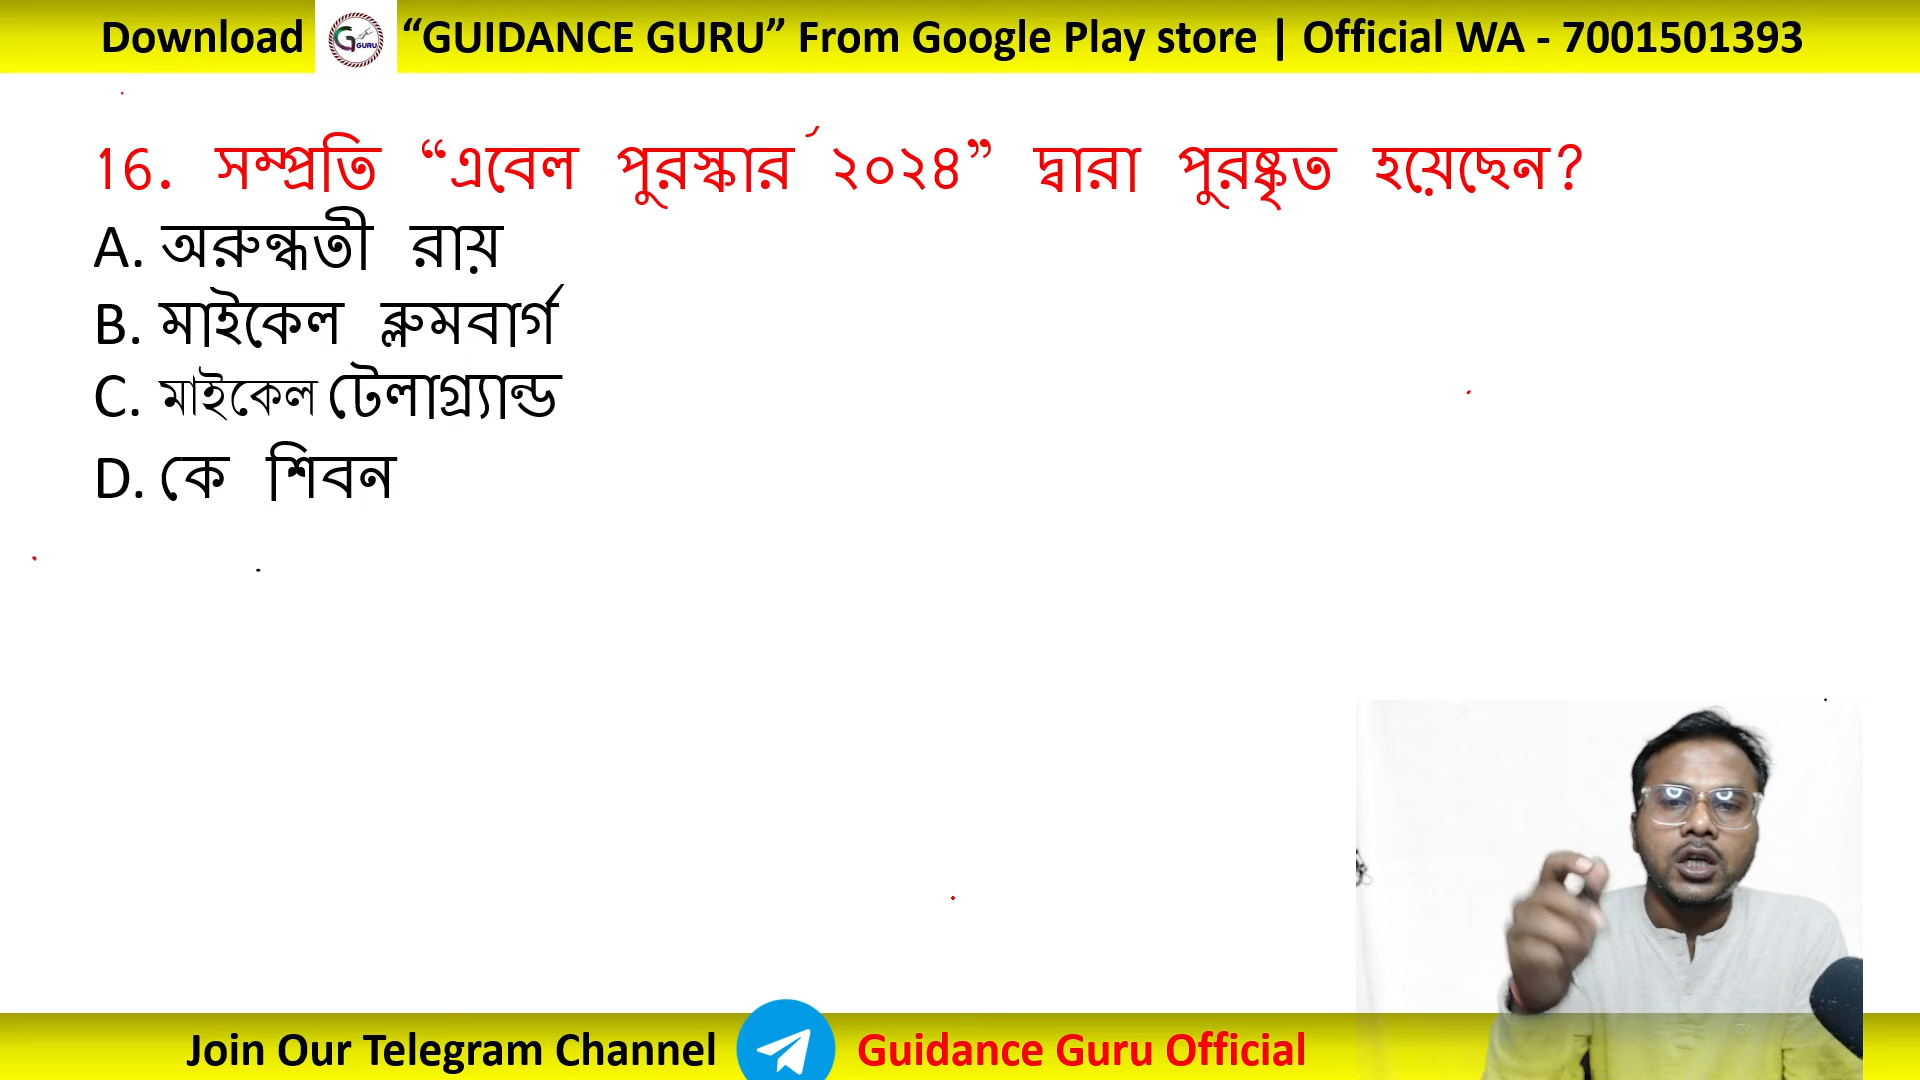 Download GGURU “GUIDANCE GURU” From Google Play store | Official WA - 7001501393
16. সম্প্রতি “এবেল পুরস্কার ২০২৪” দ্বারা পুরষ্কৃত হয়েছেন?
A. অরুন্ধতী রায়
B. মাইকেল ব্লুমবার্গ
C. মাইকেল টেলাগ্র্যান্ড
D. কে শিবন
Join Our Telegram Channel Guidance Guru Official